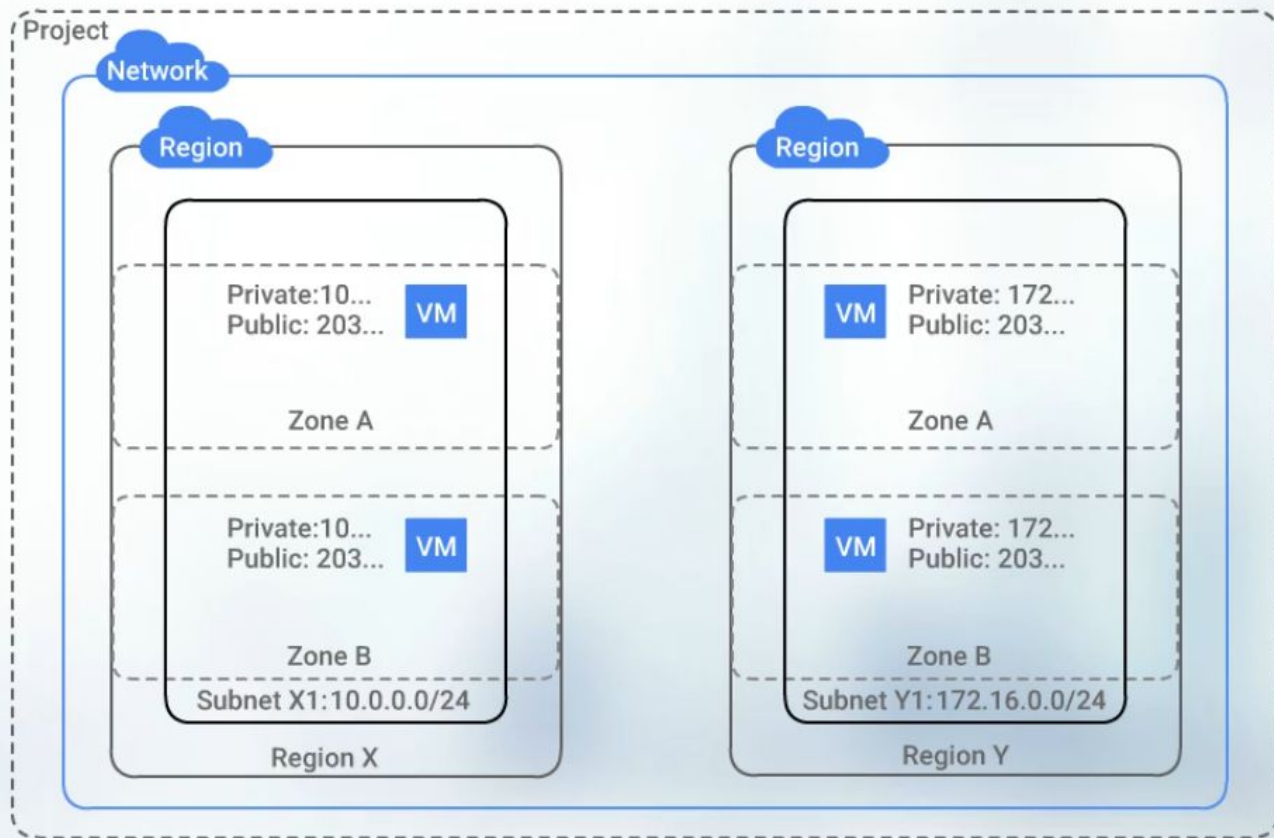 Project
Network
Region
Private:10...
Public: 203...
VM
Zone A
Private:10...
Public: 203...
VM
Zone B
Subnet X1:10.0.0.0/24
Region X
Region
VM
Private: 172...
Public: 203...
Zone A
VM
Private: 172...
Public: 203...
Zone B
Subnet Y1:172.16.0.0/24
Region Y